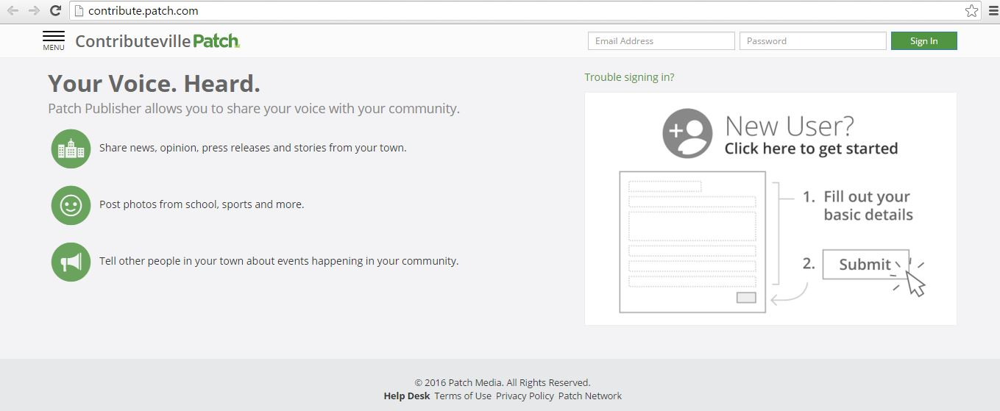 contribute.patch.com
MENU
Contributeville Patch
Email Address
Password
Sign In
Your Voice. Heard.
Patch Publisher allows you to share your voice with your community.
Share news, opinion, press releases and stories from your town.
Post photos from school, sports and more.
Tell other people in your town about events happening in your community.
Trouble signing in?
New User?
Click here to get started
1. Fill out your
basic details
2. Submit
© 2016 Patch Media. All Rights Reserved.
Help Desk Terms of Use Privacy Policy Patch Network